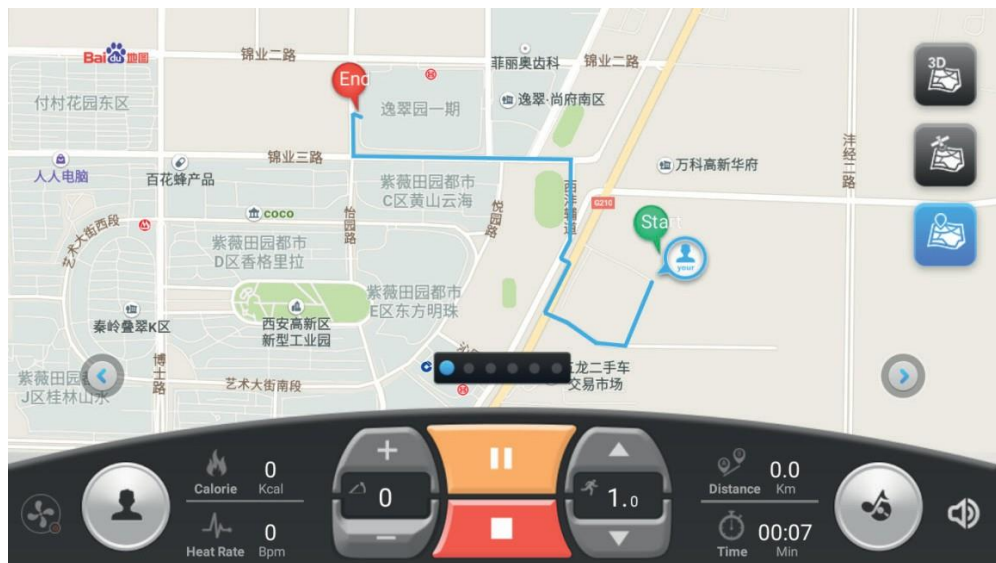 锦业二路
Bai du 地图
菲丽奥齿科
锦业二路
3D
End
付村花园东区
逸翠园一期
逸翠·尚府南区
沣经二路
人人电脑
百花蜂产品
锦业三路
万科高新华府
紫薇田园都市
C区黄山云海
西沣辅道
G210
艺术大街西段
coco
怡园路
悦园路
Start
紫薇田园都市
D区香格里拉
your
紫薇田园都市
E区东方明珠
秦岭叠翠K区
西安高新区
新型工业园
博士路
紫薇田园
J区桂林山水
艺术大街南段
龙二手车
交易市场
0
Calorie Kcal
0
Heat Rate Bpm
0
1.0
0.0
Distance Km
00:07
Time Min